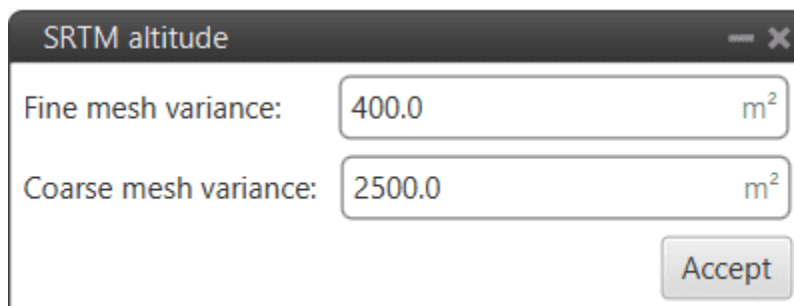 SRTM altitude
Fine mesh variance: 400.0 m²
Coarse mesh variance: 2500.0 m²
Accept